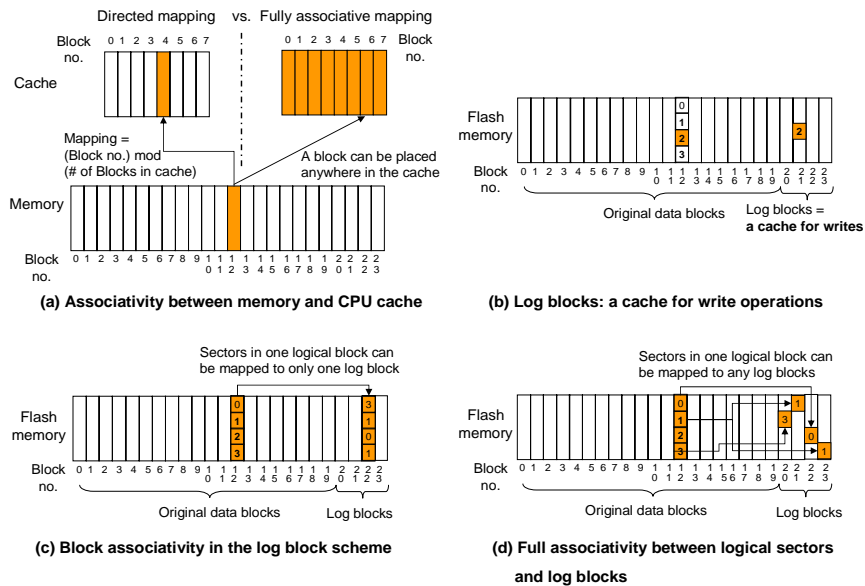 Directed mapping vs. Fully associative mapping
Block no. 0 1 2 3 4 5 6 7
0 1 2 3 4 5 6 7 Block no.
Cache
Mapping =
(Block no.) mod
(# of Blocks in cache)
A block can be placed
anywhere in the cache
Memory
Block no. 0 1 2 3 4 5 6 7 8 9 10 11 12 13 14 15 16 17 18 19 20 21 22 23
(a) Associativity between memory and CPU cache
Flash memory
0
1
2
3
2
Block no. 0 1 2 3 4 5 6 7 8 9 10 11 12 13 14 15 16 17 18 19 20 21 22 23
Original data blocks
Log blocks =
a cache for writes
(b) Log blocks: a cache for write operations
Sectors in one logical block can
be mapped to only one log block
Flash memory
0 3
1 1
2 0
3 1
Block no. 0 1 2 3 4 5 6 7 8 9 10 11 12 13 14 15 16 17 18 19 20 21 22 23
Original data blocks Log blocks
(c) Block associativity in the log block scheme
Sectors in one logical block can
be mapped to any log blocks
Flash memory
0 1
1 3
2 0
3 1
Block no. 0 1 2 3 4 5 6 7 8 9 10 11 12 13 14 15 16 17 18 19 20 21 22 23
Original data blocks Log blocks
(d) Full associativity between logical sectors
and log blocks